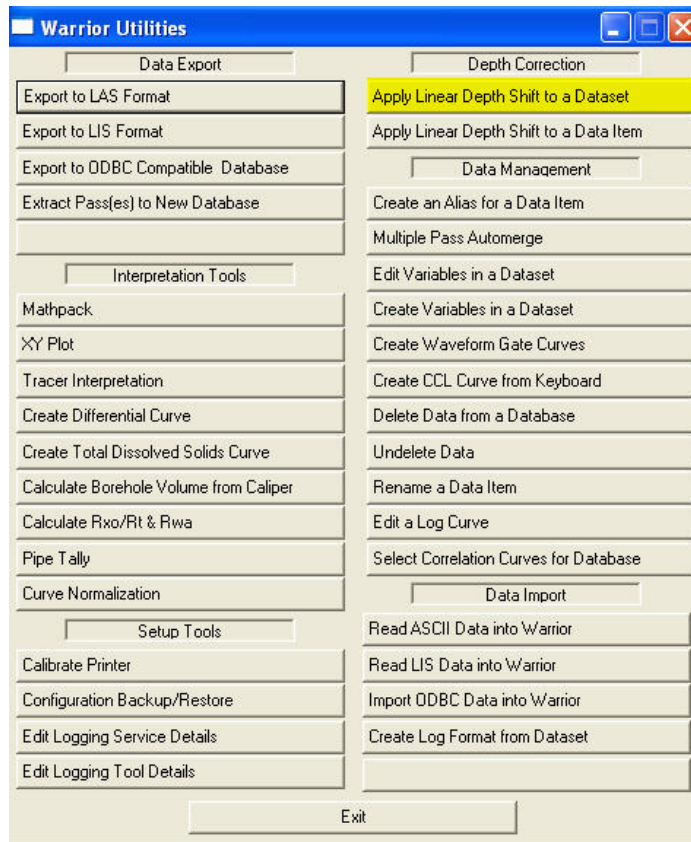 Warrior Utilities
Data Export
Export to LAS Format
Export to LIS Format
Export to ODBC Compatible Database
Extract Pass(es) to New Database
Interpretation Tools
Mathpack
XY Plot
Tracer Interpretation
Create Differential Curve
Create Total Dissolved Solids Curve
Calculate Borehole Volume from Caliper
Calculate Rxo/Rt & Rwa
Pipe Tally
Curve Normalization
Setup Tools
Calibrate Printer
Configuration Backup/Restore
Edit Logging Service Details
Edit Logging Tool Details
Depth Correction
Apply Linear Depth Shift to a Dataset
Apply Linear Depth Shift to a Data Item
Data Management
Create an Alias for a Data Item
Multiple Pass Automerge
Edit Variables in a Dataset
Create Variables in a Dataset
Create Waveform Gate Curves
Create CCL Curve from Keyboard
Delete Data from a Database
Undelete Data
Rename a Data Item
Edit a Log Curve
Select Correlation Curves for Database
Data Import
Read ASCII Data into Warrior
Read LIS Data into Warrior
Import ODBC Data into Warrior
Create Log Format from Dataset
Exit